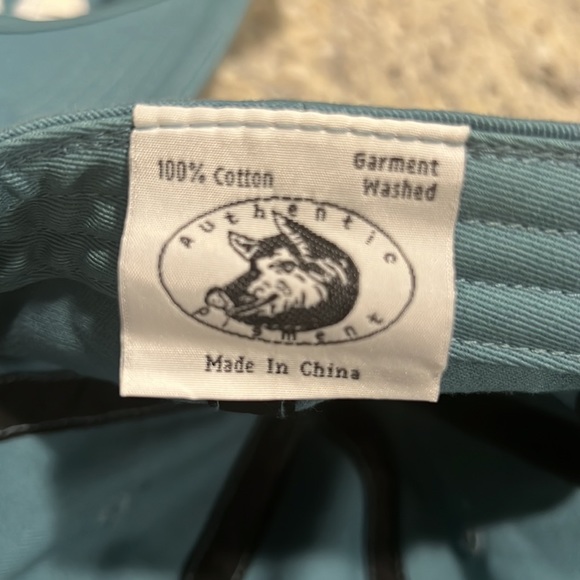 100% Cotton
Garment
Washed
Authentic
Pigment
Made In China